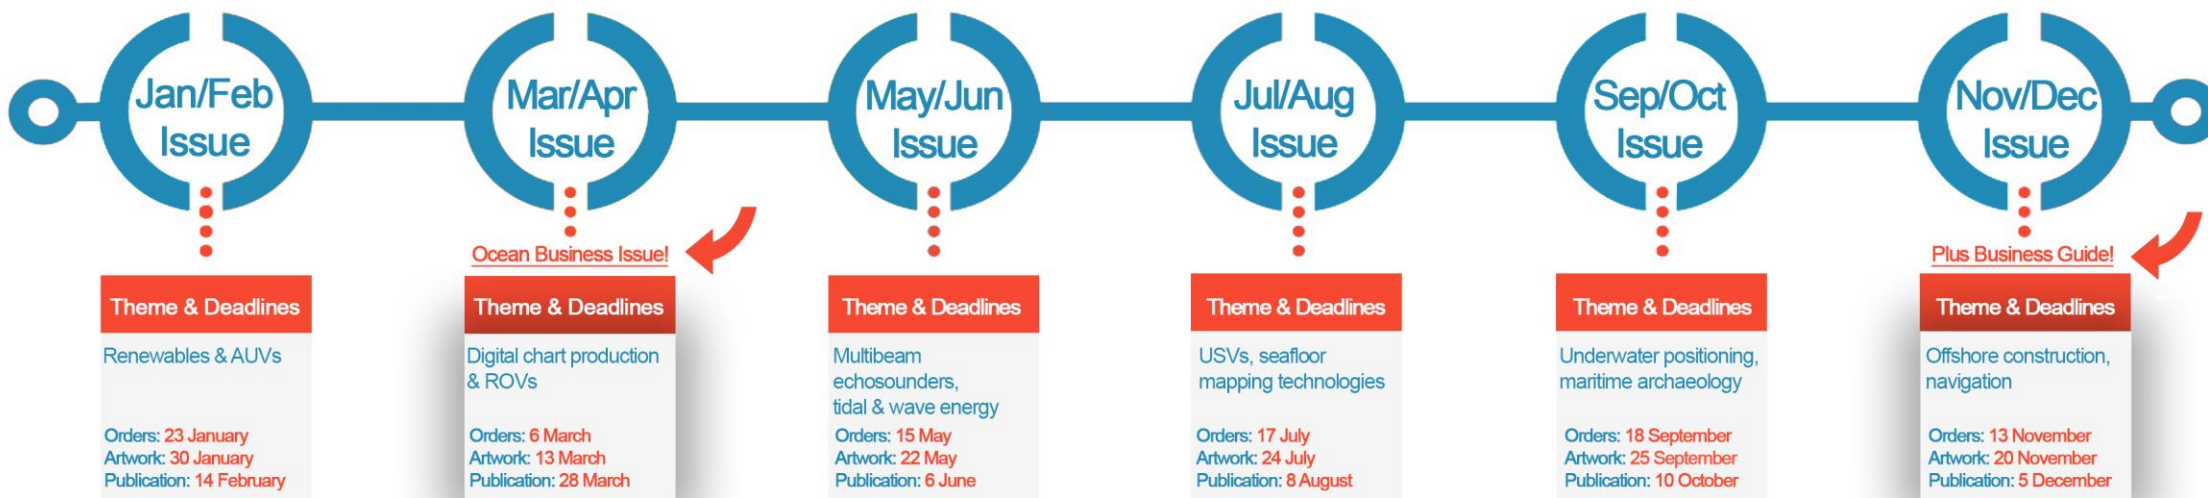 Jan/Feb
Issue
Mar/Apr
Issue
May/Jun
Issue
Jul/Aug
Issue
Sep/Oct
Issue
Nov/Dec
Issue
Ocean Business Issue!
Plus Business Guide!
Theme & Deadlines
Renewables & AUVs
Orders: 23 January
Artwork: 30 January
Publication: 14 February
Theme & Deadlines
Digital chart production
& ROVs
Orders: 6 March
Artwork: 13 March
Publication: 28 March
Theme & Deadlines
Multibeam
echosounders,
tidal & wave energy
Orders: 15 May
Artwork: 22 May
Publication: 6 June
Theme & Deadlines
USVs, seafloor
mapping technologies
Orders: 17 July
Artwork: 24 July
Publication: 8 August
Theme & Deadlines
Underwater positioning,
maritime archaeology
Orders: 18 September
Artwork: 25 September
Publication: 10 October
Theme & Deadlines
Offshore construction,
navigation
Orders: 13 November
Artwork: 20 November
Publication: 5 December